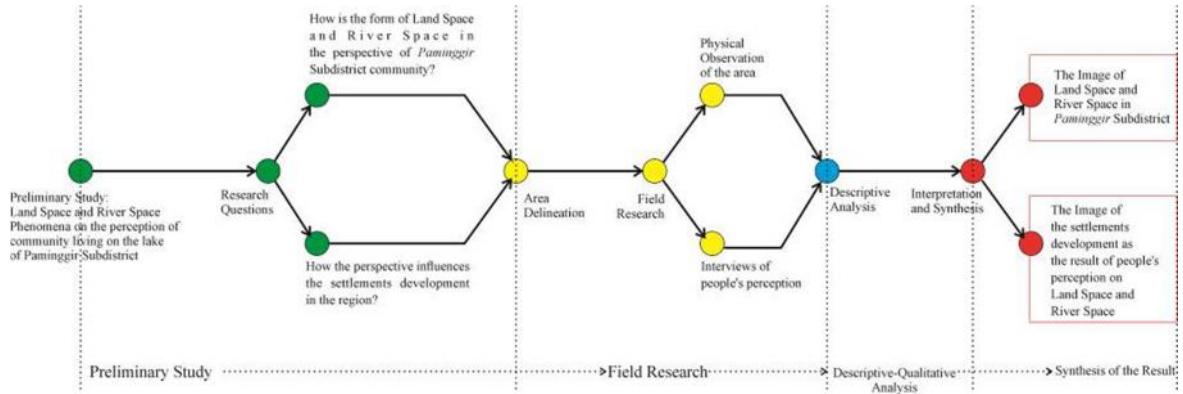 How is the form of Land Space
and River Space in
the perspective of Paminggir
Subdistrict community?
Physical
Observation
of the area
The Image of
Land Space and
River Space in
Paminggir Subdistrict
Preliminary Study:
Land Space and River Space
Phenomena on the perception of
community living on the lake
of Paminggir Subdistrict
Research
Questions
Area
Delineation
Field
Research
Descriptive
Analysis
Interpretation
and Synthesis
How the perspective influences
the settlements development
in the region?
Interviews of
people's perception
The Image of
the settlements
development as
the result of people's
perception on
Land Space and
River Space
Preliminary Study
Field Research
Descriptive-Qualitative
Analysis
Synthesis of the Result